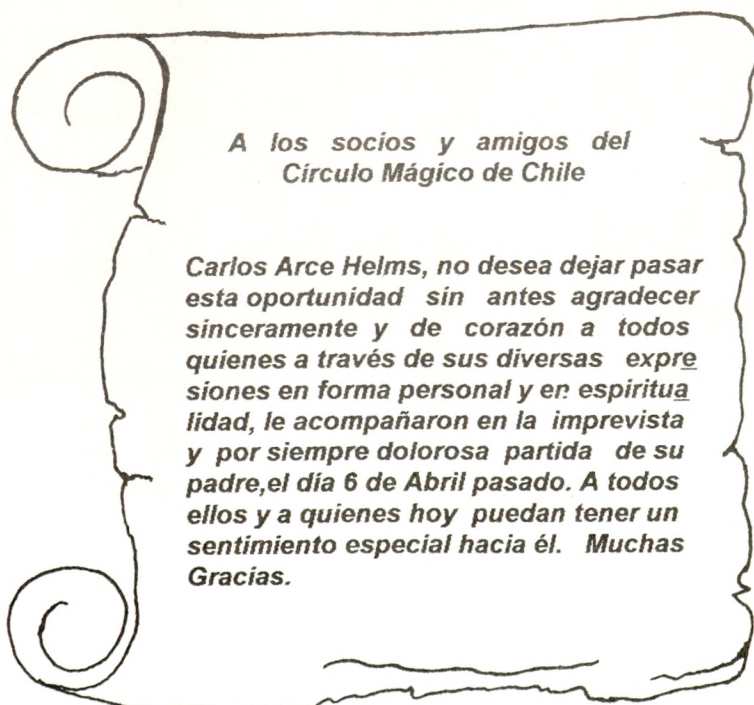 A los socios y amigos del
Círculo Mágico de Chile
Carlos Arce Helms, no desea dejar pasar
esta oportunidad sin antes agradecer
sinceramente y de corazón a todos
quienes a través de sus diversas expre
siones en forma personal y en espiritua
lidad, le acompañaron en la imprevista
y por siempre dolorosa partida de su
padre,el día 6 de Abril pasado. A todos
ellos y a quienes hoy puedan tener un
sentimiento especial hacia él. Muchas
Gracias.